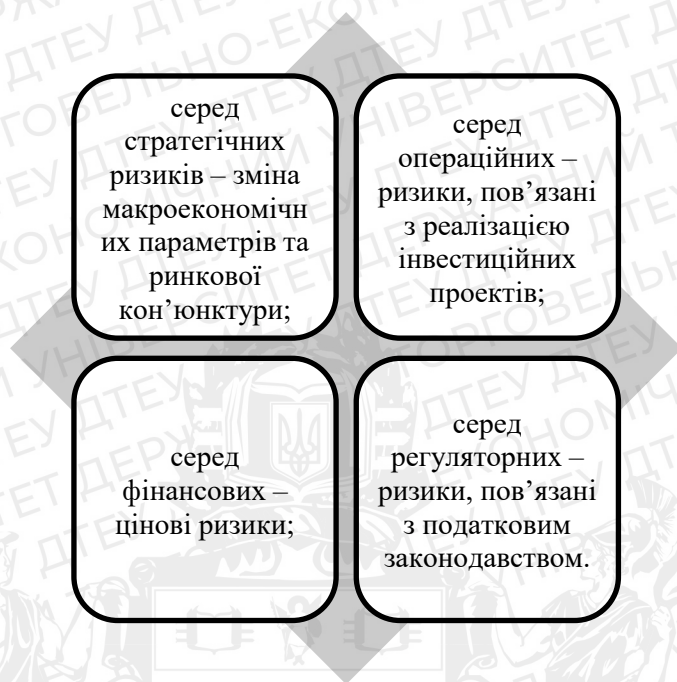 серед
стратегічних
ризиків – зміна
макроекономічн
их параметрів та
ринкової
кон’юнктури;
серед
операційних –
ризики, пов’язані
з реалізацією
інвестиційних
проектів;
серед
фінансових –
цінові ризики;
серед
регуляторних –
ризики, пов’язані
з податковим
законодавством.